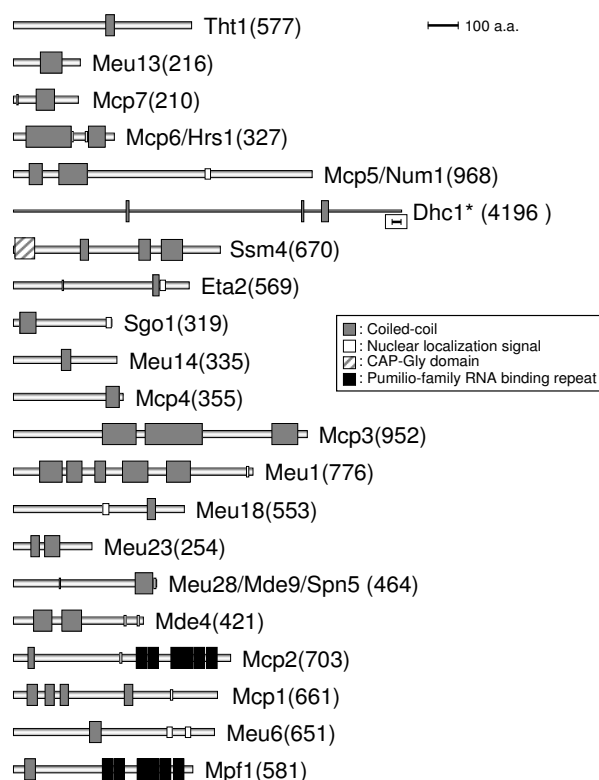 Tht1(577)
100 a.a.
Meu13(216)
Mcp7(210)
Mcp6/Hrs1(327)
Mcp5/Num1(968)
Dhc1* (4196 )
Ssm4(670)
Eta2(569)
Sgo1(319)
: Coiled-coil
: Nuclear localization signal
: CAP-Gly domain
: Pumilio-family RNA binding repeat
Meu14(335)
Mcp4(355)
Mcp3(952)
Meu1(776)
Meu18(553)
Meu23(254)
Meu28/Mde9/Spn5 (464)
Mde4(421)
Mcp2(703)
Mcp1(661)
Meu6(651)
Mpf1(581)